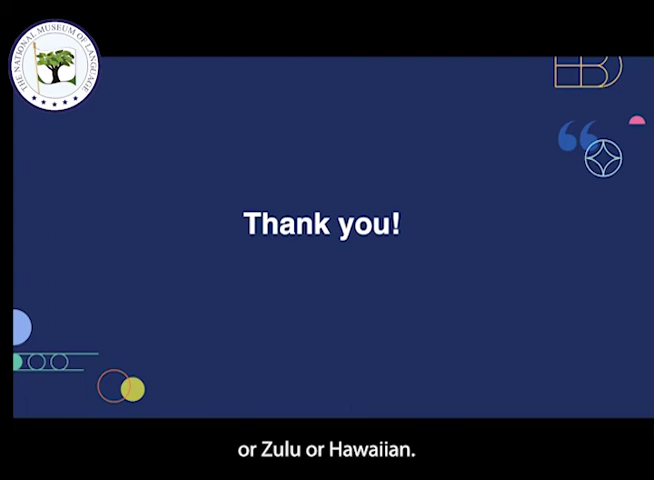 THE NATIONAL MUSEUM OF LANGUAGE
Thank you!
or Zulu or Hawaiian.